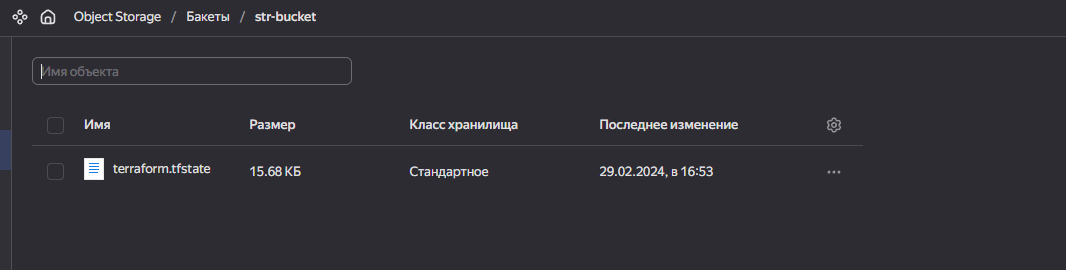 Object Storage / Бакеты / str-bucket
Имя объекта
Имя Размер Класс хранилища Последнее изменение
terraform.tfstate 15.68 КБ Стандартное 29.02.2024, в 16:53